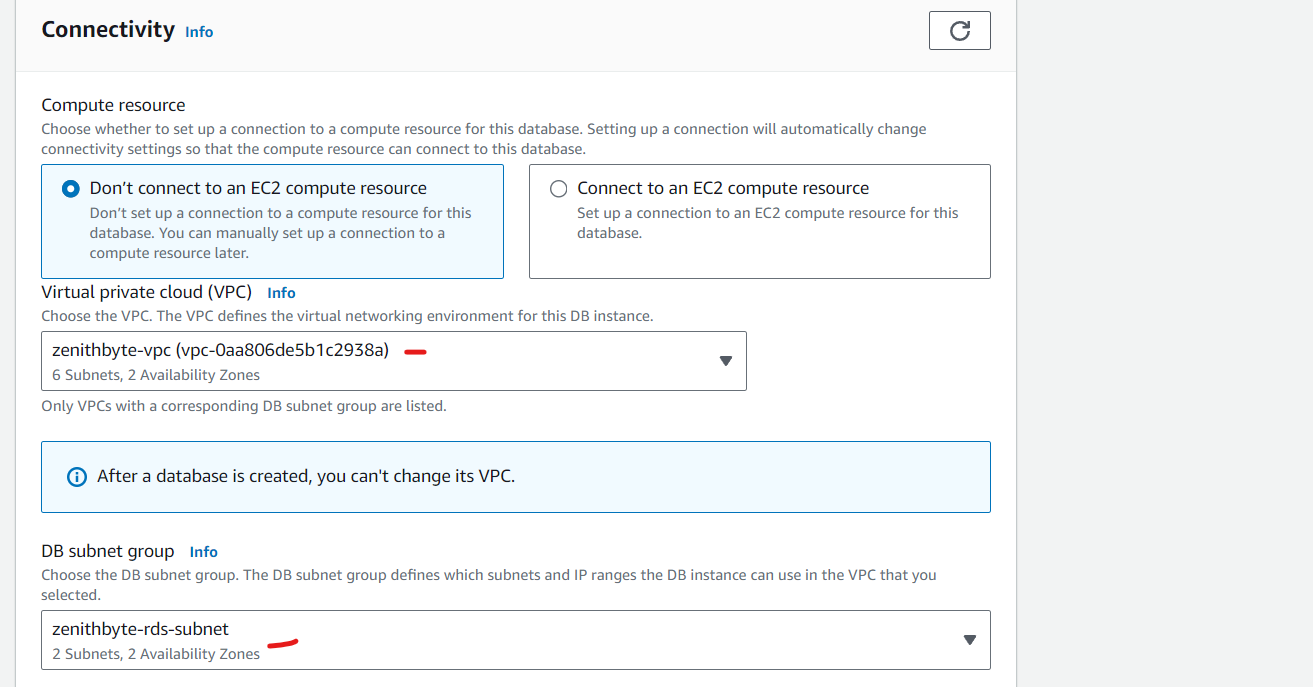 Connectivity Info
Compute resource
Choose whether to set up a connection to a compute resource for this database. Setting up a connection will automatically change
connectivity settings so that the compute resource can connect to this database.
Don’t connect to an EC2 compute resource
Don’t set up a connection to a compute resource for this
database. You can manually set up a connection to a
compute resource later.
Connect to an EC2 compute resource
Set up a connection to an EC2 compute resource for this
database.
Virtual private cloud (VPC) Info
Choose the VPC. The VPC defines the virtual networking environment for this DB instance.
zenithbyte-vpc (vpc-0aa806de5b1c2938a)
6 Subnets, 2 Availability Zones
Only VPCs with a corresponding DB subnet group are listed.
After a database is created, you can't change its VPC.
DB subnet group Info
Choose the DB subnet group. The DB subnet group defines which subnets and IP ranges the DB instance can use in the VPC that you
selected.
zenithbyte-rds-subnet
2 Subnets, 2 Availability Zones